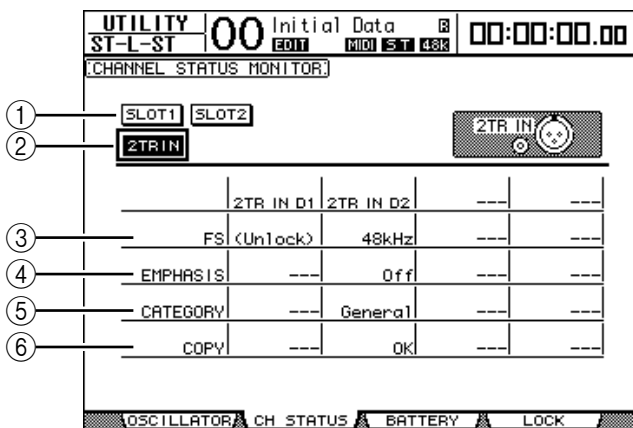 UTILITY
ST-L-ST
00 Initial Data R
EDIT MIDI ST 48k
00:00:00.00
CHANNEL STATUS MONITOR
1 SLOT1 SLOT2
2 2TRIN
2TR IN
2TR IN D1 2TR IN D2 --- ---
3 FS (Unlock) 48kHz --- ---
4 EMPHASIS --- Off --- ---
5 CATEGORY --- General --- ---
6 COPY --- OK --- ---
OSCILLATOR CH STATUS BATTERY LOCK